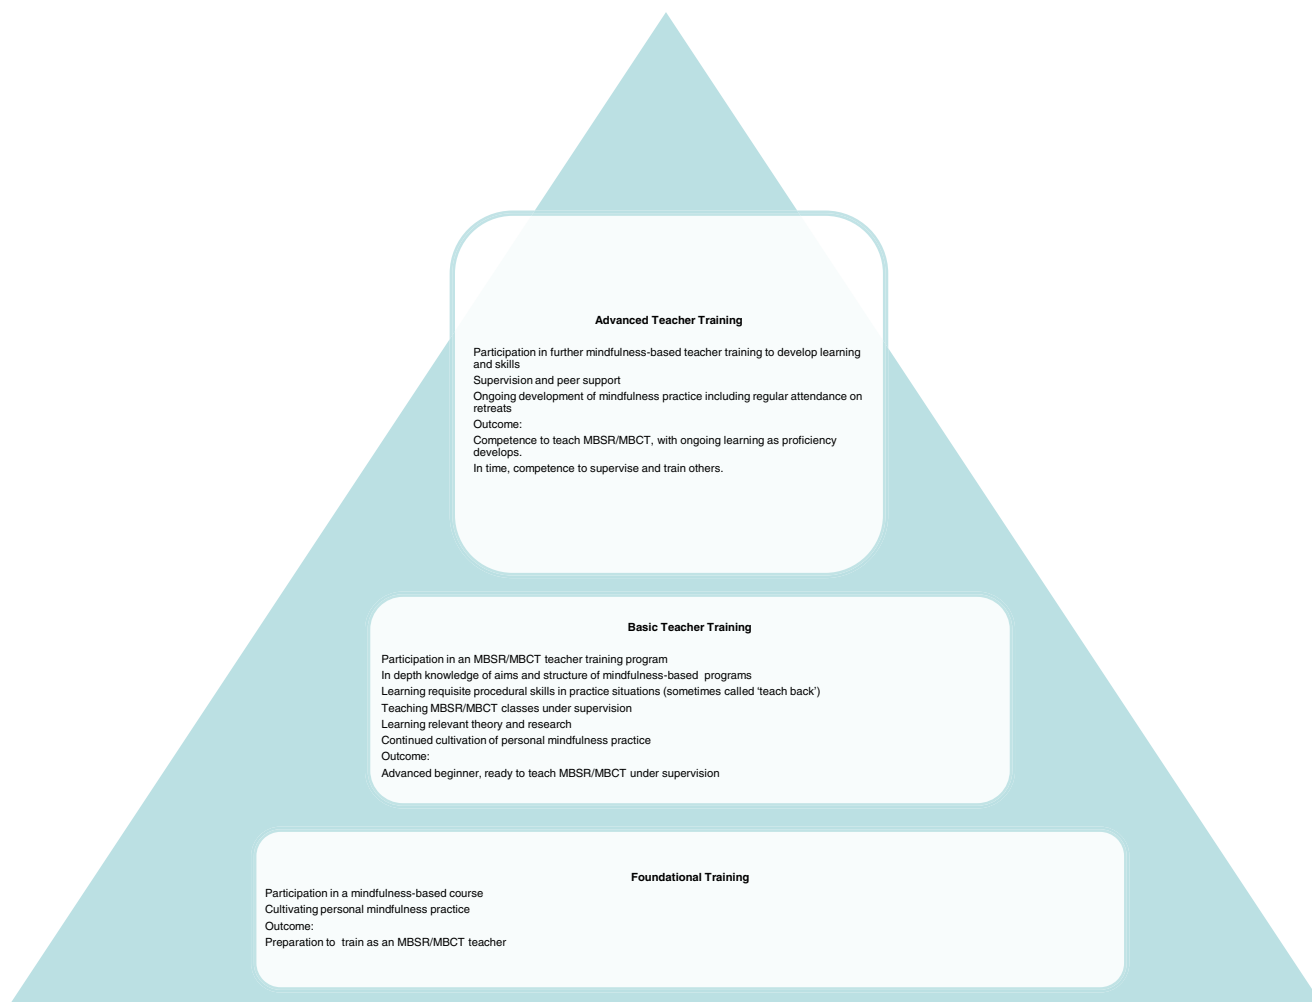 Advanced Teacher Training
Participation in further mindfulness-based teacher training to develop learning
and skills
Supervision and peer support
Ongoing development of mindfulness practice including regular attendance on
retreats
Outcome:
Competence to teach MBSR/MBCT, with ongoing learning as proficiency
develops.
In time, competence to supervise and train others.
Basic Teacher Training
Participation in an MBSR/MBCT teacher training program
In depth knowledge of aims and structure of mindfulness-based programs
Learning requisite procedural skills in practice situations (sometimes called ‘teach back’)
Teaching MBSR/MBCT classes under supervision
Learning relevant theory and research
Continued cultivation of personal mindfulness practice
Outcome:
Advanced beginner, ready to teach MBSR/MBCT under supervision
Foundational Training
Participation in a mindfulness-based course
Cultivating personal mindfulness practice
Outcome:
Preparation to train as an MBSR/MBCT teacher